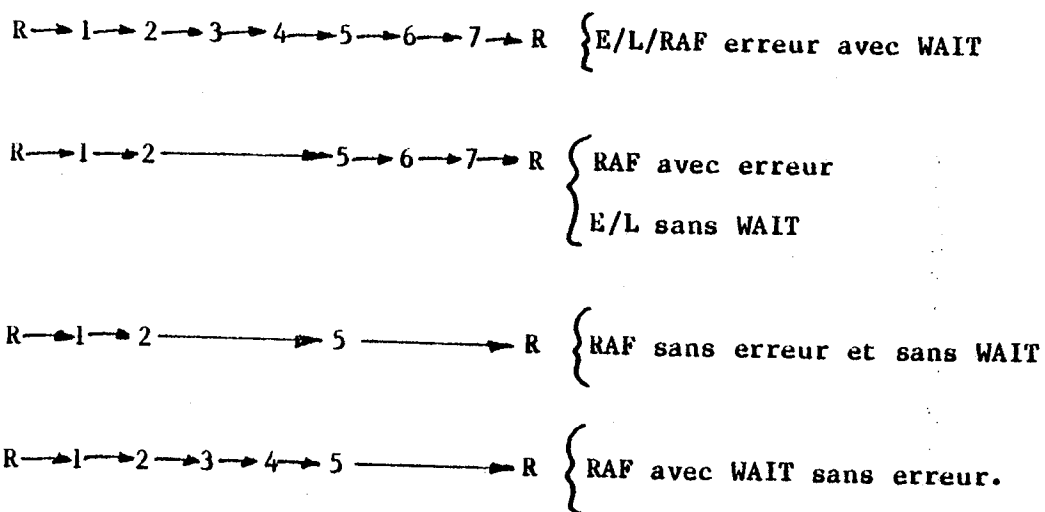 R→1→2→3→4→5→6→7→R {E/L/RAF erreur avec WAIT
R→1→2→5→6→7→R {RAF avec erreur
E/L sans WAIT
R→1→2→5→R {RAF sans erreur et sans WAIT
R→1→2→3→4→5→R {RAF avec WAIT sans erreur.